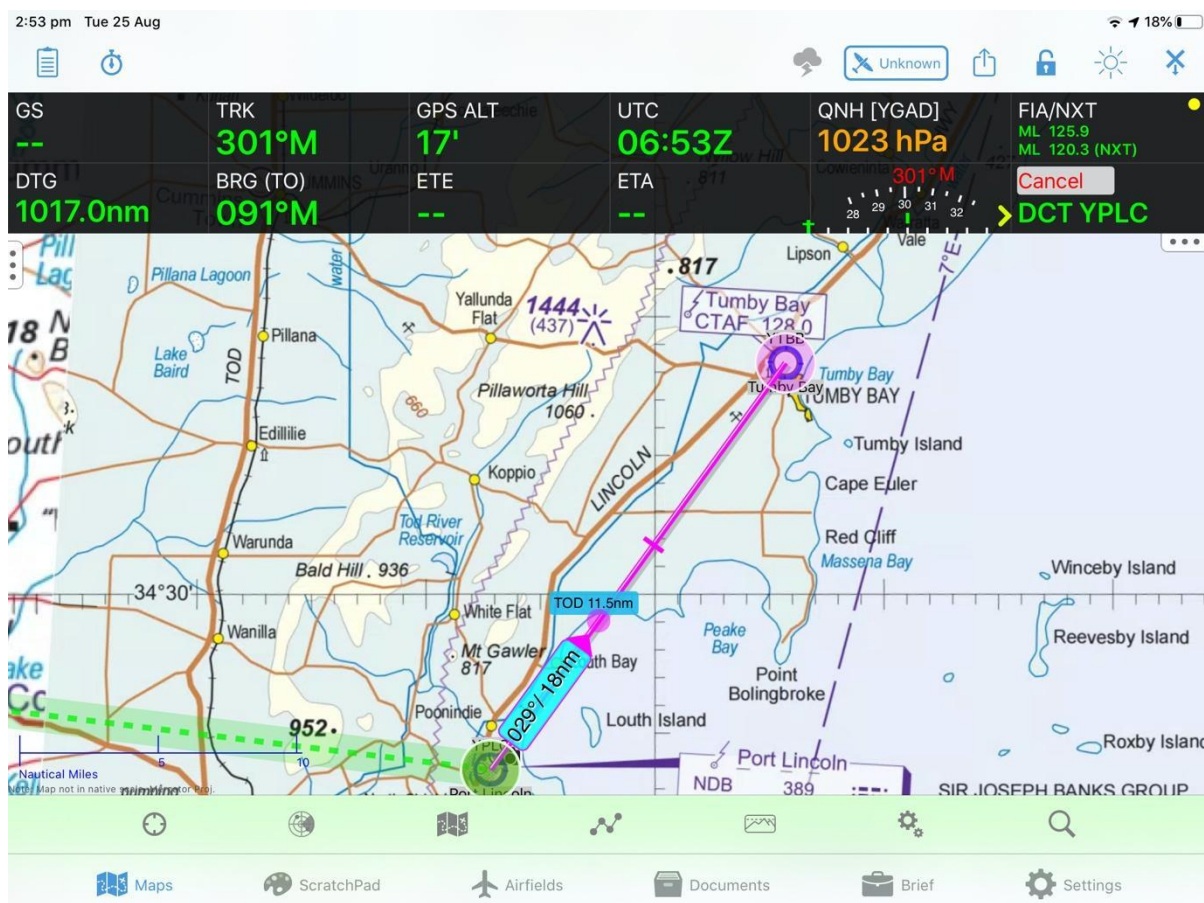 2:53 pm Tue 25 Aug
18%
Unknown
GS
TRK
GPS ALT
UTC
QNH [YGAD]
FIA/NXT
--
301°M
17'
06:53Z
1023 hPa
ML 125.9
ML 120.3 (NXT)
DTG
BRG (TO)
ETE
ETA
301°M
Cancel
1017.0nm
091°M
--
--
28 29 30 31 32
DCT YPLC
Vale
Lipson
7°E
Pillana Lagoon
water
817
Yallunda
Flat
1444
(437)
Tumby Bay
CTAF 128.0
Pillana
Lake
Baird
TOD
Tumby Bay
Tumby Bay
TUMBY BAY
Pillaworta Hill
1060
660
Edillilie
Tumby Island
Koppio
LINCOLN
Cape Euler
Tod River
Reservoir
Warunda
Red Cliff
Massena Bay
Bald Hill . 936
Winceby Island
34°30'
TOD 11.5nm
White Flat
Wanilla
Peake
Bay
Reevesby Island
Mt Gawler
817
Point
Bolingbroke
029°/ 18nm
Poonindie
Louth Island
952
YPLC
Roxby Island
5
10
Nautical Miles
Port Lincoln
NDB 389
SIR JOSEPH BANKS GROUP
Maps
ScratchPad
Airfields
Documents
Brief
Settings